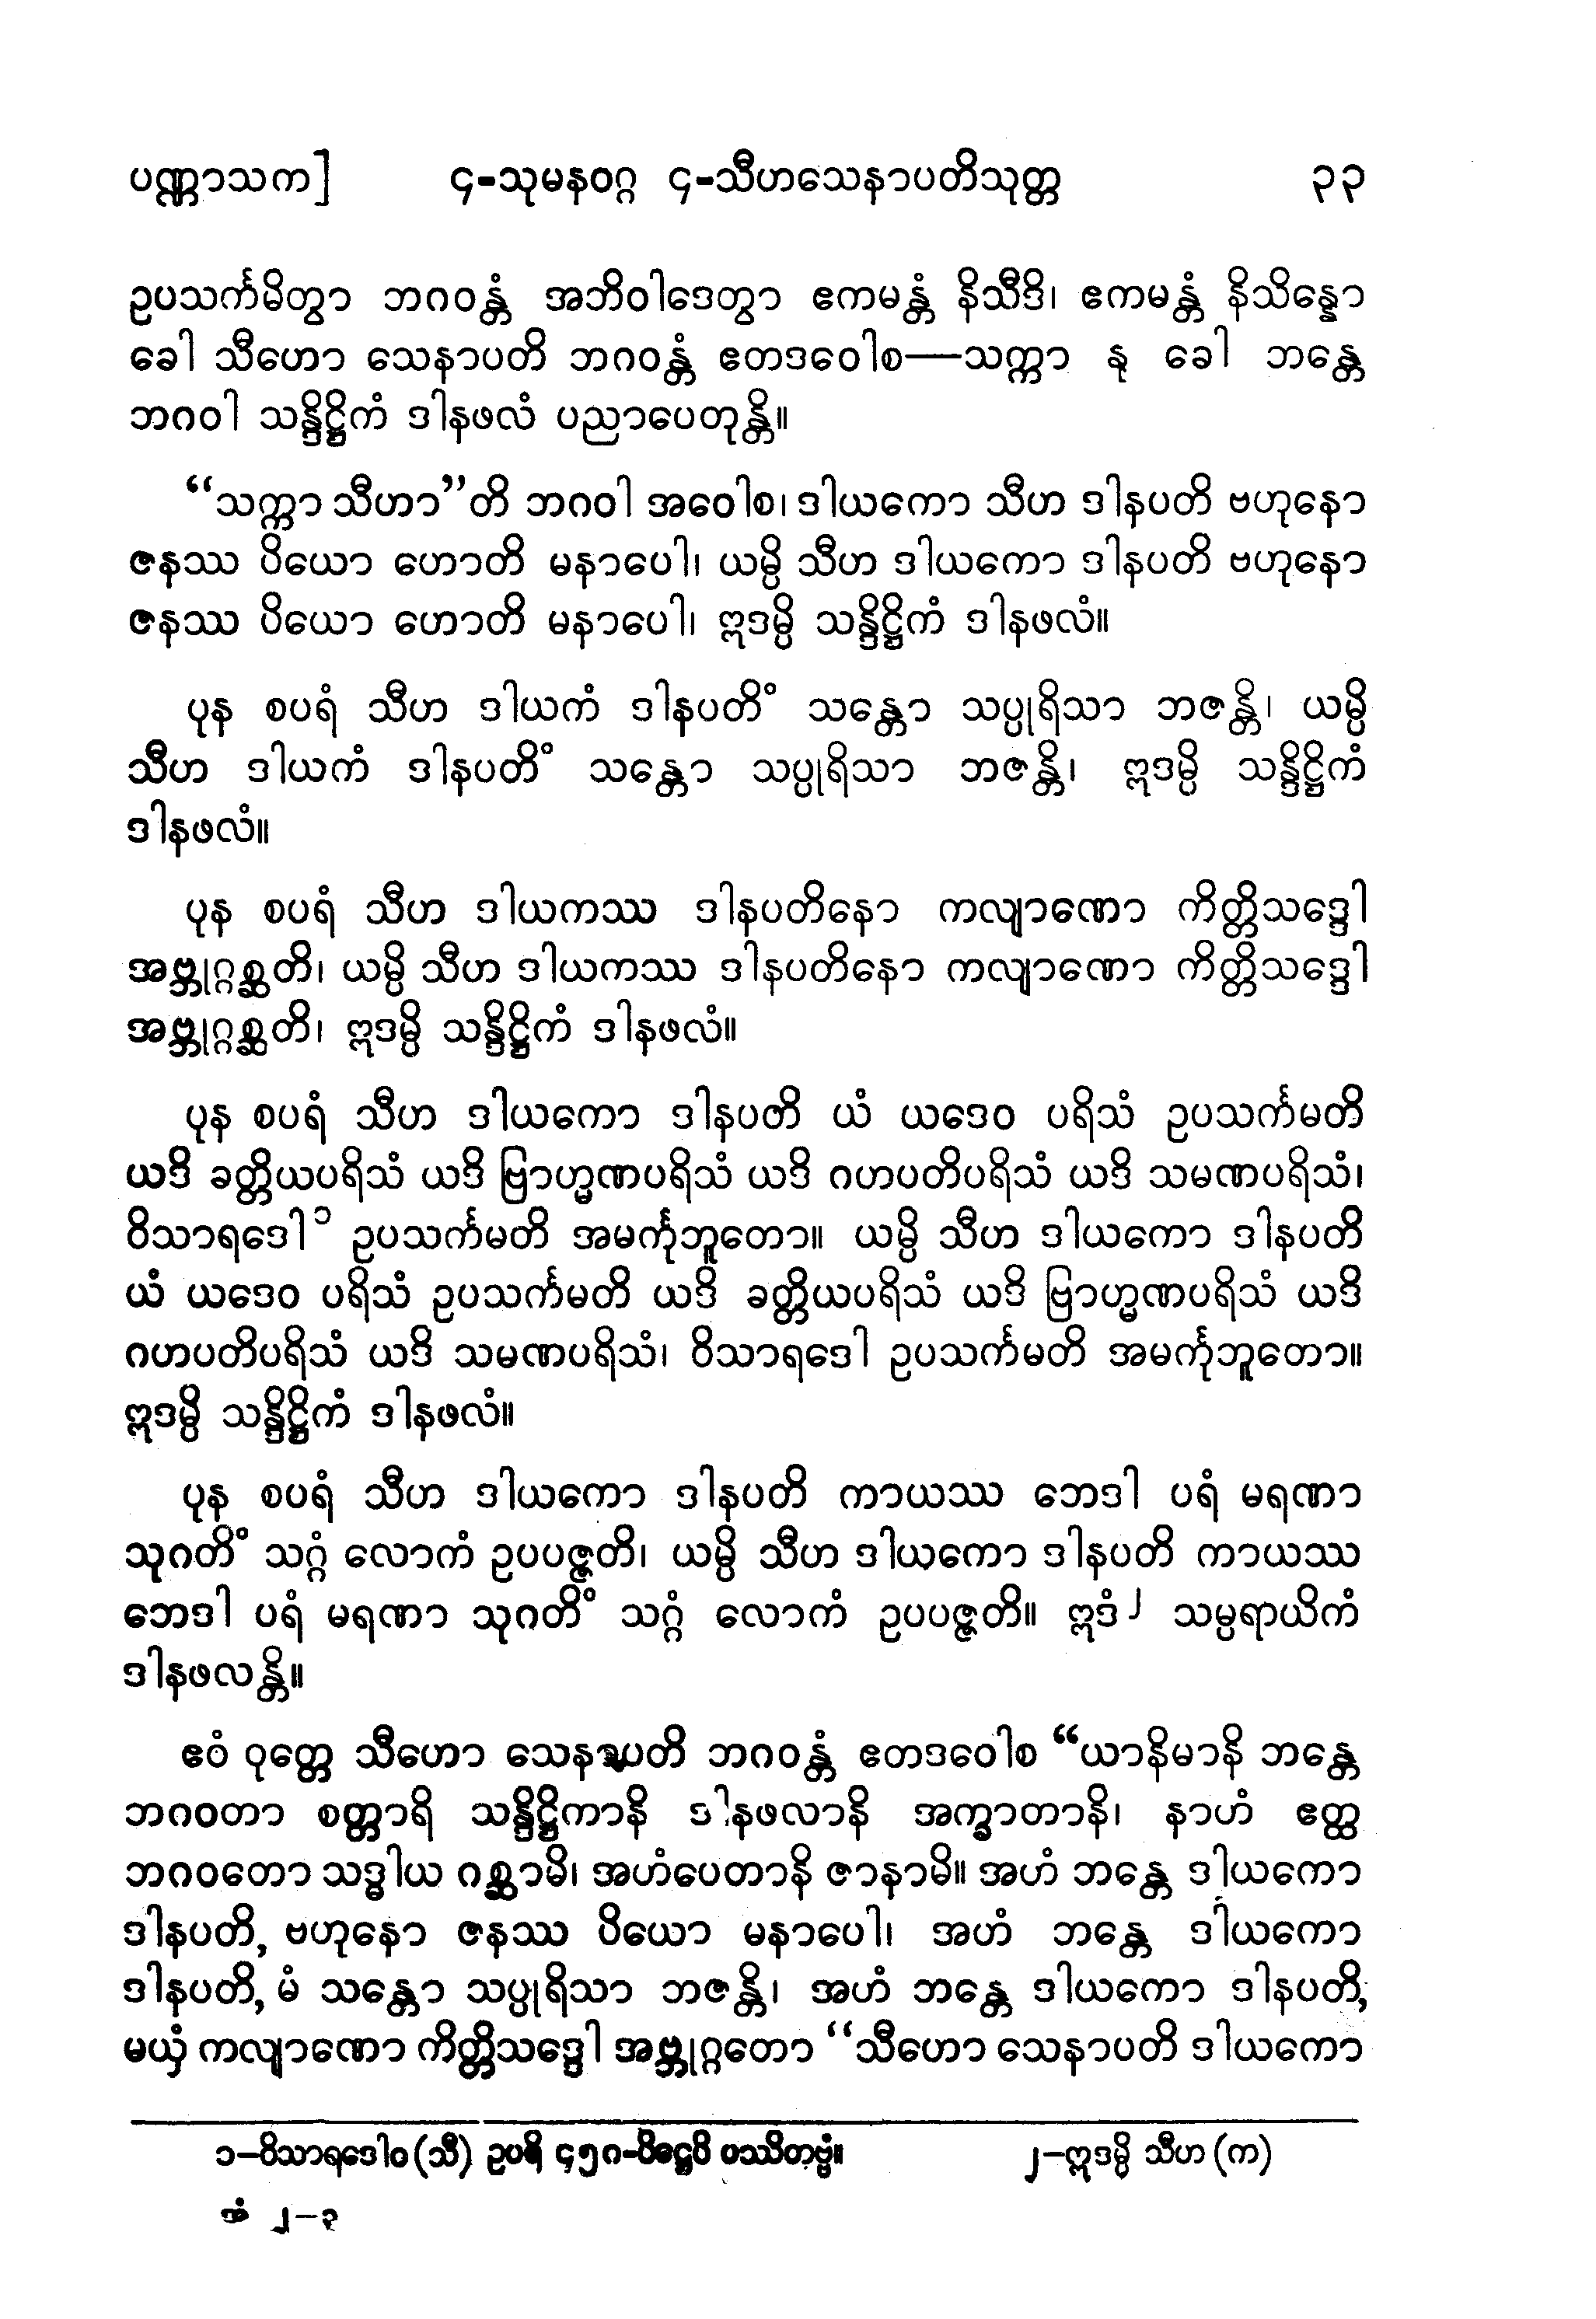 ပဏ္ဏာသက] ၄-သုမနဝဂ္ဂ ၄-သီဟသေနာပတိသုတ္တ ၃၃
ဥပသင်္ကမိတွာ ဘဂဝန္တံ အဘိဝါဒေတွာ ဧကမန္တံ နိသီဒိ၊ ဧကမန္တံ နိသိန္နော
ခေါ သီဟော သေနာပတိ ဘဂဝန္တံ ဧတဒဝေါစ—သက္ကာ နု ခေါ ဘန္တေ
ဘဂဝါ သန္ဒိဋ္ဌိကံ ဒါနဖလံ ပညာပေတုန္တိ။
“သက္ကာ သီဟာ”တိ ဘဂဝါ အဝေါစ၊ ဒါယကော သီဟ ဒါနပတိ ဗဟုနော
ဇနဿ ပိယော ဟောတိ မနာပေါ၊ ယမ္ပိ သီဟ ဒါယကော ဒါနပတိ ဗဟုနော
ဇနဿ ပိယော ဟောတိ မနာပေါ၊ ဣဒမ္ပိ သန္ဒိဋ္ဌိကံ ဒါနဖလံ။
ပုန စပရံ သီဟ ဒါယကံ ဒါနပတိံ သန္တော သပ္ပုရိသာ ဘဇန္တိ၊ ယမ္ပိ
သီဟ ဒါယကံ ဒါနပတိံ သန္တော သပ္ပုရိသာ ဘဇန္တိ၊ ဣဒမ္ပိ သန္ဒိဋ္ဌိကံ
ဒါနဖလံ။
ပုန စပရံ သီဟ ဒါယကဿ ဒါနပတိနော ကလျာဏော ကိတ္တိသဒ္ဒေါ
အဗ္ဘုဂ္ဂစ္ဆတိ၊ ယမ္ပိ သီဟ ဒါယကဿ ဒါနပတိနော ကလျာဏော ကိတ္တိသဒ္ဒေါ
အဗ္ဘုဂ္ဂစ္ဆတိ၊ ဣဒမ္ပိ သန္ဒိဋ္ဌိကံ ဒါနဖလံ။
ပုန စပရံ သီဟ ဒါယကော ဒါနပတိ ယံ ယဒေဝ ပရိသံ ဥပသင်္ကမတိ
ယဒိ ခတ္တိယပရိသံ ယဒိ ဗြာဟ္မဏပရိသံ ယဒိ ဂဟပတိပရိသံ ယဒိ သမဏပရိသံ၊
ဝိသာရဒေါ၁ ဥပသင်္ကမတိ အမင်္ကုဘူတော။ ယမ္ပိ သီဟ ဒါယကော ဒါနပတိ
ယံ ယဒေဝ ပရိသံ ဥပသင်္ကမတိ ယဒိ ခတ္တိယပရိသံ ယဒိ ဗြာဟ္မဏပရိသံ ယဒိ
ဂဟပတိပရိသံ ယဒိ သမဏပရိသံ၊ ဝိသာရဒေါ ဥပသင်္ကမတိ အမင်္ကုဘူတော။
ဣဒမ္ပိ သန္ဒိဋ္ဌိကံ ဒါနဖလံ။
ပုန စပရံ သီဟ ဒါယကော ဒါနပတိ ကာယဿ ဘေဒါ ပရံ မရဏာ
သုဂတိံ သဂ္ဂံ လောကံ ဥပပဇ္ဇတိ၊ ယမ္ပိ သီဟ ဒါယကော ဒါနပတိ ကာယဿ
ဘေဒါ ပရံ မရဏာ သုဂတိံ သဂ္ဂံ လောကံ ဥပပဇ္ဇတိ။ ဣဒံ၂ သမ္ပရာယိကံ
ဒါနဖလန္တိ။
ဧဝံ ဝုတ္တေ သီဟော သေနာပတိ ဘဂဝန္တံ ဧတဒဝေါစ “ယာနိမာနိ ဘန္တေ
ဘဂဝတာ စတ္တာရိ သန္ဒိဋ္ဌိကာနိ ဒါနဖလာနိ အက္ခာတာနိ၊ နာဟံ ဧတ္ထ
ဘဂဝတော သဒ္ဓါယ ဂစ္ဆာမိ၊ အဟံပေတာနိ ဇာနာမိ။ အဟံ ဘန္တေ ဒါယကော
ဒါနပတိ, ဗဟုနော ဇနဿ ပိယော မနာပေါ၊ အဟံ ဘန္တေ ဒါယကော
ဒါနပတိ, မံ သန္တော သပ္ပုရိသာ ဘဇန္တိ၊ အဟံ ဘန္တေ ဒါယကော ဒါနပတိ,
မယှံ ကလျာဏော ကိတ္တိသဒ္ဒေါ အဗ္ဘုဂ္ဂတော “သီဟော သေနာပတိ ဒါယကော
၁–ဝိသာရဒေါဝ (သီ) ဥပရိ ၄၅ဂ-ပိဋ္ဌေပိ ပဿိတဗ္ဗံ။ ၂–ဣဒမ္ပိ သီဟ (က)
အံ ၂–၃